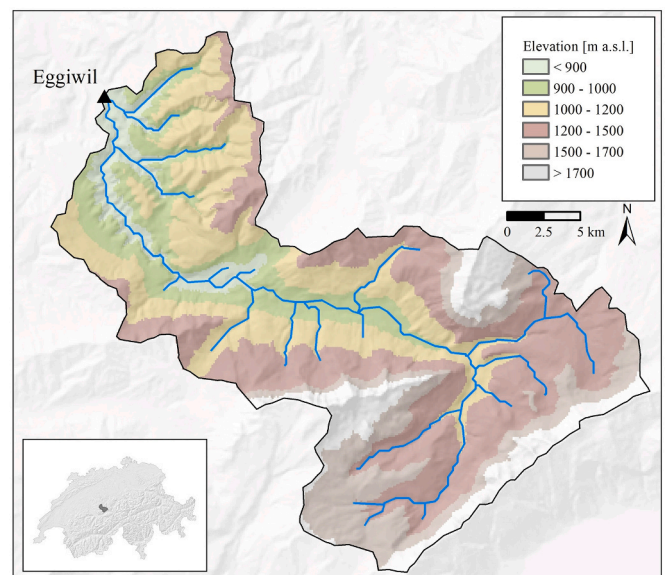 Eggiwil
Elevation [m a.s.l.]
< 900
900 - 1000
1000 - 1200
1200 - 1500
1500 - 1700
> 1700
N
0 2.5 5 km